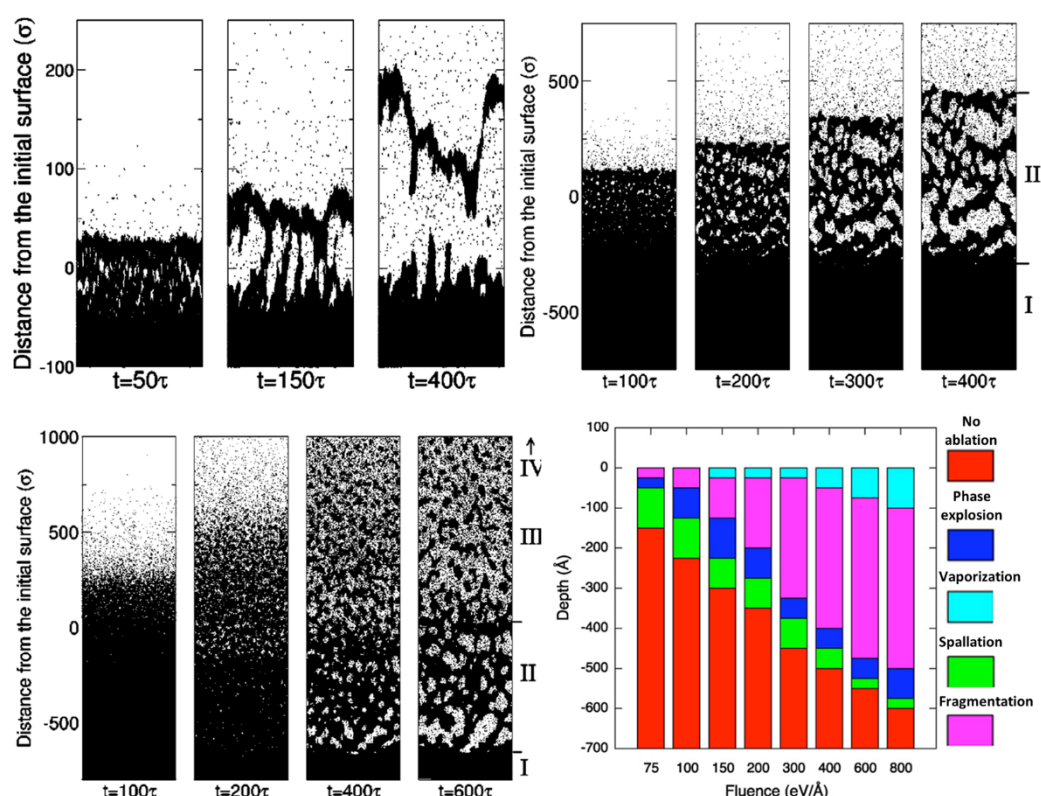 Distance from the initial surface (σ)
200
100
0
-100
t=50τ
t=150τ
t=400τ
Distance from the initial surface (σ)
500
0
-500
t=100τ
t=200τ
t=300τ
t=400τ
II
I
Distance from the initial surface (σ)
1000
500
0
-500
t=100τ
t=200τ
t=400τ
t=600τ
IV
III
II
I
Depth (Å)
100
0
-100
-200
-300
-400
-500
-600
-700
75 100 150 200 300 400 600 800
Fluence (eV/Å)
No
ablation
Phase
explosion
Vaporization
Spallation
Fragmentation